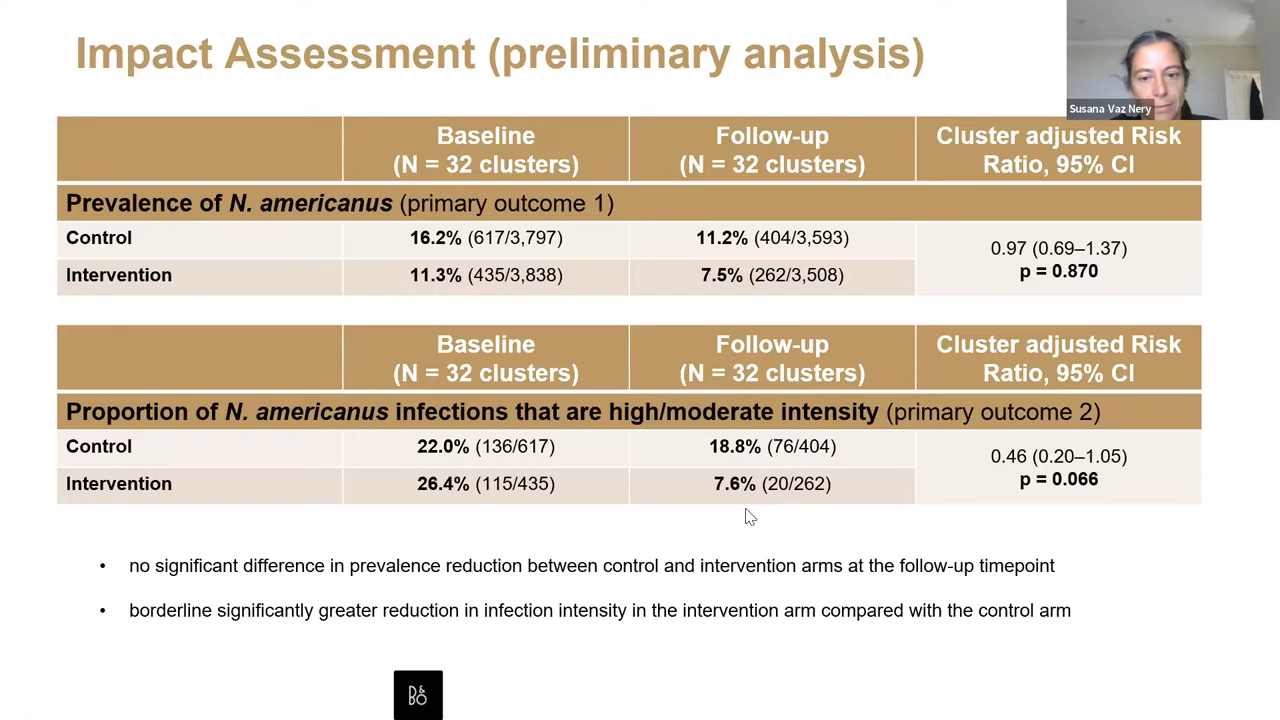 Impact Assessment (preliminary analysis)
Susana Vaz Nery
Baseline
(N = 32 clusters)
Follow-up
(N = 32 clusters)
Cluster adjusted Risk
Ratio, 95% CI
Prevalence of N. americanus (primary outcome 1)
Control
16.2% (617/3,797)
11.2% (404/3,593)
Intervention
11.3% (435/3,838)
7.5% (262/3,508)
0.97 (0.69–1.37)
p = 0.870
Baseline
(N = 32 clusters)
Follow-up
(N = 32 clusters)
Cluster adjusted Risk
Ratio, 95% CI
Proportion of N. americanus infections that are high/moderate intensity (primary outcome 2)
Control
22.0% (136/617)
18.8% (76/404)
Intervention
26.4% (115/435)
7.6% (20/262)
0.46 (0.20–1.05)
p = 0.066
• no significant difference in prevalence reduction between control and intervention arms at the follow-up timepoint
• borderline significantly greater reduction in infection intensity in the intervention arm compared with the control arm
B&BO